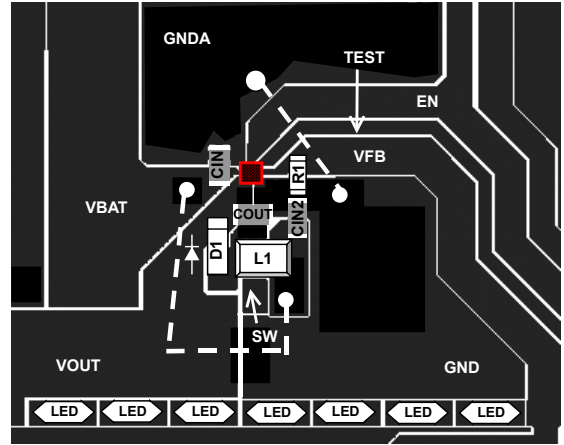 GNDA
TEST
EN
VFB
CIN
R1
VBAT
COUT
CIN2
D1
L1
SW
VOUT
GND
LED LED LED LED LED LED LED